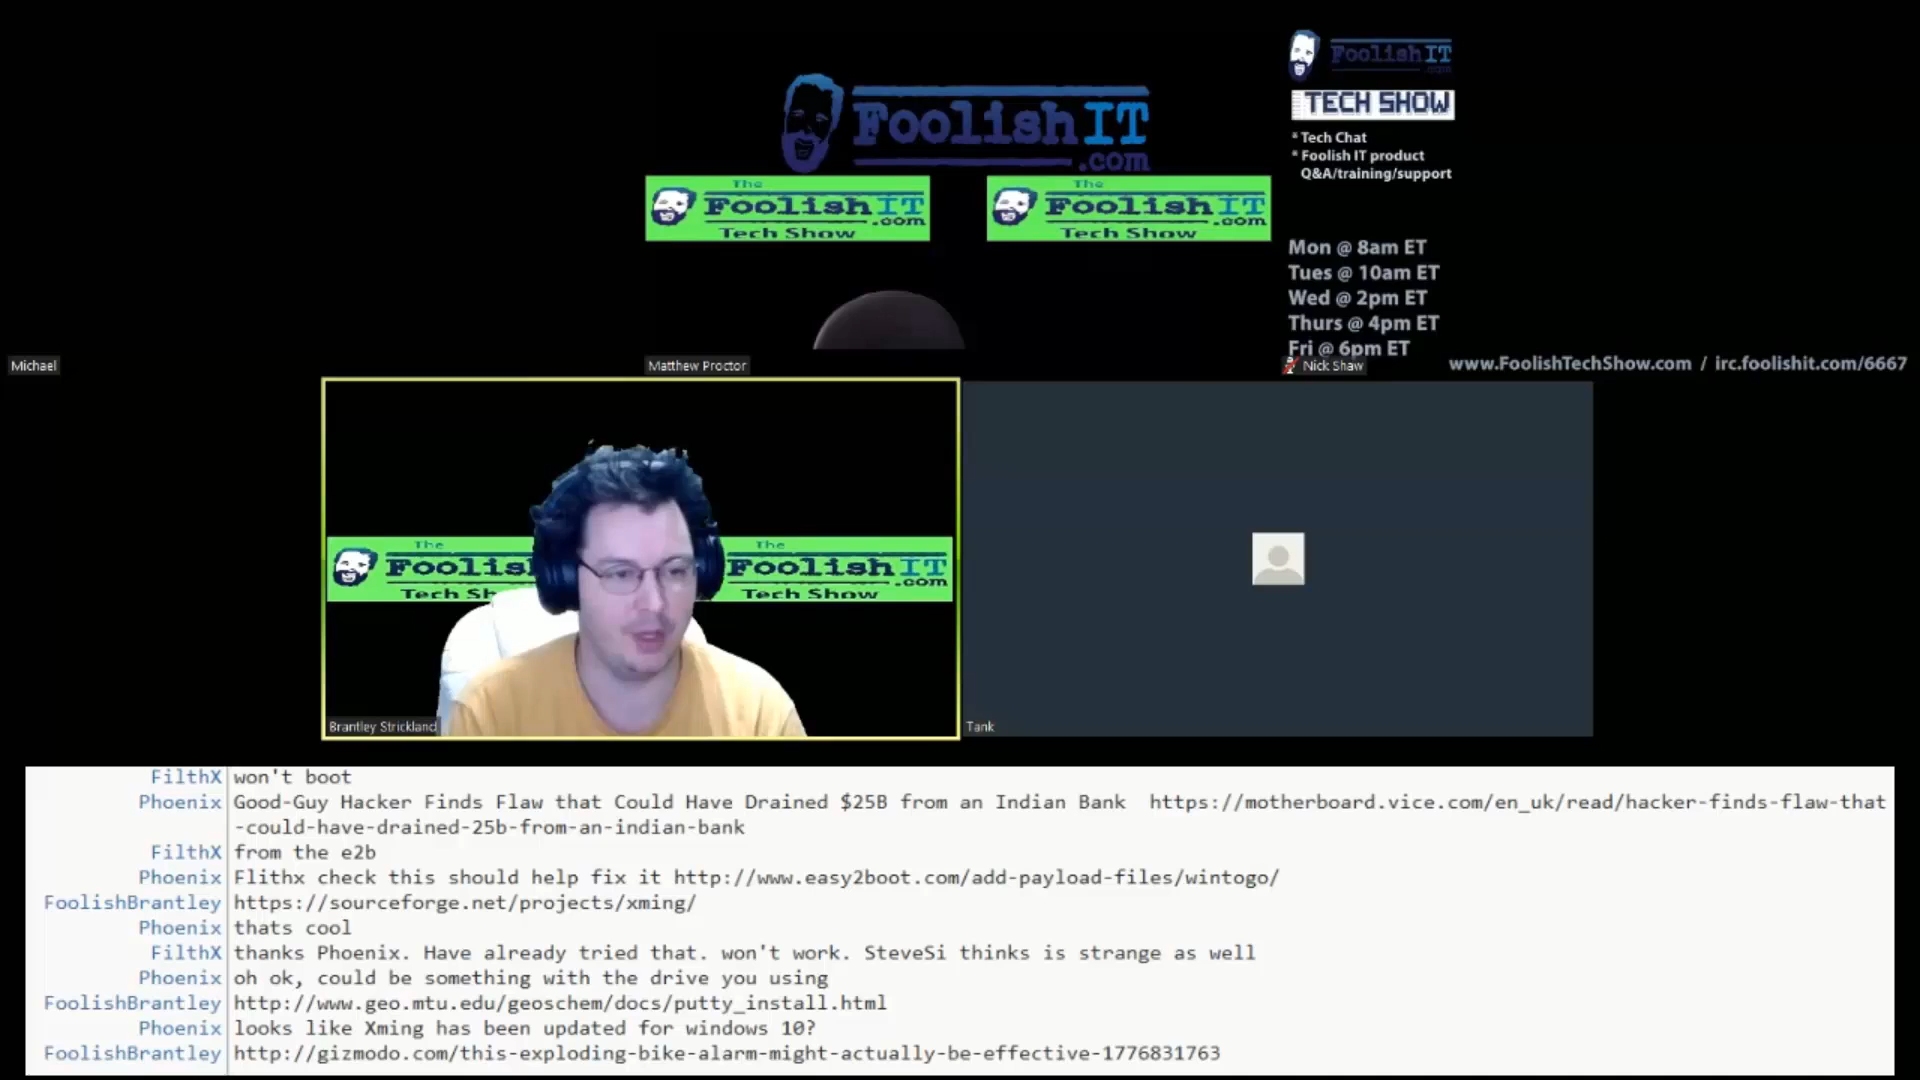 FoolishIT
.com
The
FoolishIT
.com
Tech Show
The
FoolishIT
.com
Tech Show
FoolishIT
.com
TECH SHOW
* Tech Chat
* Foolish IT product
Q&A/training/support
Mon @ 8am ET
Tues @ 10am ET
Wed @ 2pm ET
Thurs @ 4pm ET
Fri @ 6pm ET
www.FoolishTechShow.com / irc.foolishit.com/6667
Michael
Matthew Proctor
Nick Shaw
The
Foolis
Tech Sh
The
FoolishIT
.com
Tech Show
Brantley Strickland
Tank
FilthX won't boot
Phoenix Good-Guy Hacker Finds Flaw that Could Have Drained $25B from an Indian Bank https://motherboard.vice.com/en_uk/read/hacker-finds-flaw-that
-could-have-drained-25b-from-an-indian-bank
FilthX from the e2b
Phoenix Flithx check this should help fix it http://www.easy2boot.com/add-payload-files/wintogo/
FoolishBrantley https://sourceforge.net/projects/xming/
Phoenix thats cool
FilthX thanks Phoenix. Have already tried that. won't work. SteveSi thinks is strange as well
Phoenix oh ok, could be something with the drive you using
FoolishBrantley http://www.geo.mtu.edu/geoschem/docs/putty_install.html
Phoenix looks like Xming has been updated for windows 10?
FoolishBrantley http://gizmodo.com/this-exploding-bike-alarm-might-actually-be-effective-1776831763